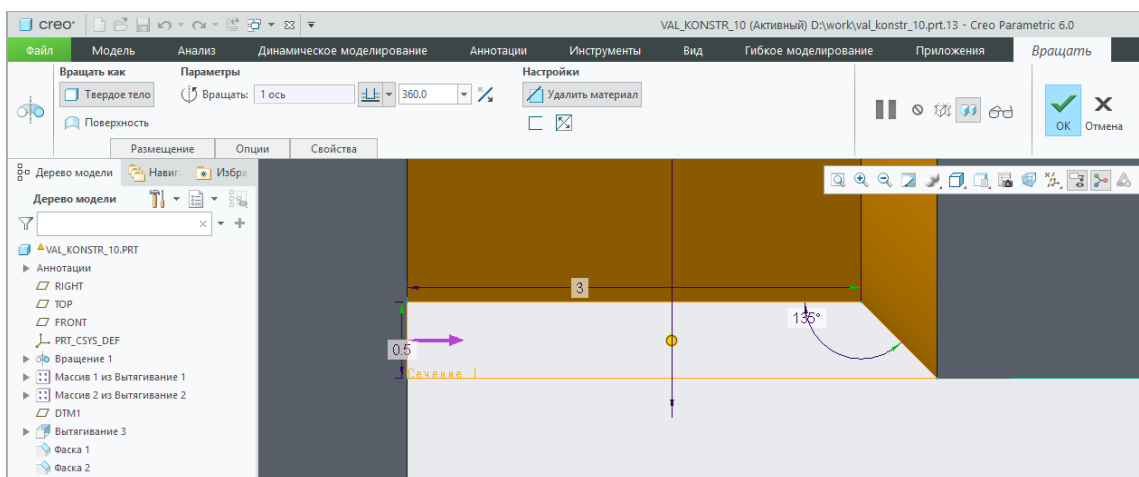 creo® VAL_KONSTR_10 (Активный) D:\work\val_konstr_10.prt.13 - Creo Parametric 6.0
Файл Модель Анализ Динамическое моделирование Аннотации Инструменты Вид Гибкое моделирование Приложения Вращать
Вращать как Параметры Настройки
Твердое тело Вращать: 1 ось 360.0 Удалить материал
Поверхность OK Отмена
Размещение Опции Свойства
Дерево модели Навиг Избра
Дерево модели
VAL_KONSTR_10.PRT
Аннотации
RIGHT
TOP
FRONT
PRT_CSYS_DEF
Вращение 1
Массив 1 из Вытягивание 1
Массив 2 из Вытягивание 2
DTM1
Вытягивание 3
Фаска 1
Фаска 2
3
135°
0.5
Сечение 1